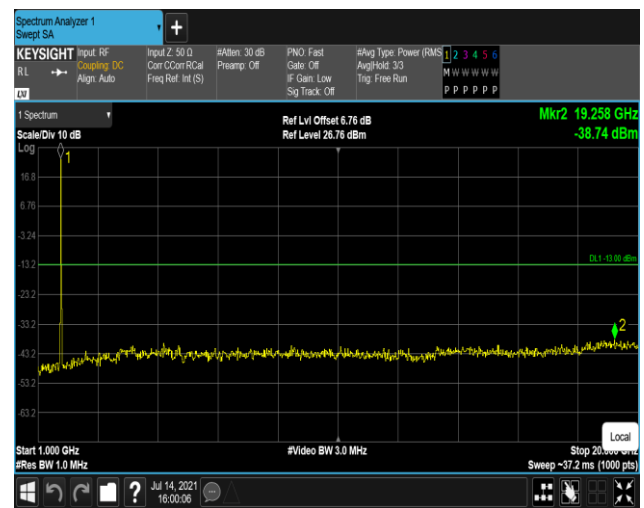 Spectrum Analyzer 1
Swept SA
+
KEYSIGHT Input: RF Input Z: 50 Ω #Atten: 30 dB PNO: Fast #Avg Type: Power (RMS 1 2 3 4 5 6
RL Coupling: DC Corr CCorr RCal Preamp: Off Gate: Off Avg|Hold: 3/3 M W W W W W
Align: Auto Freq Ref: Int (S) IF Gain: Low Trig: Free Run
LXI Sig Track: Off P P P P P P
1 Spectrum Ref Lvl Offset 6.76 dB Mkr2 19.258 GHz
Scale/Div 10 dB Ref Level 26.76 dBm -38.74 dBm
Log 1
16.8
6.76
-3.24
-13.2 DL1 -13.00 dBm
-23.2
-33.2 2
-43.2
-53.2
-63.2
Local
Start 1.000 GHz #Video BW 3.0 MHz Stop 20.000 GHz
#Res BW 1.0 MHz Sweep ~37.2 ms (1000 pts)
? Jul 14, 2021
16:00:06